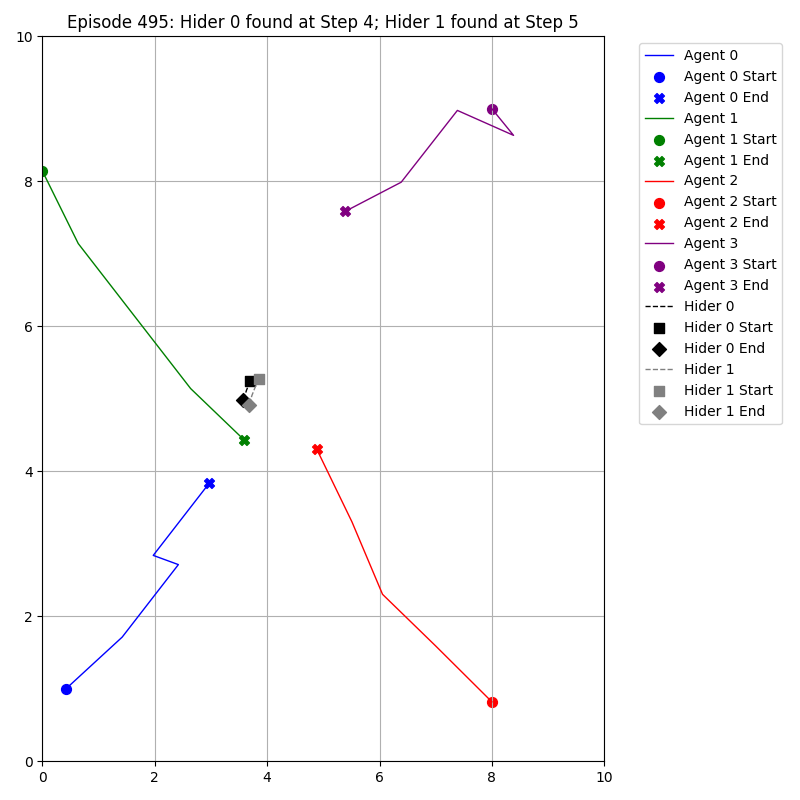 Episode 495: Hider 0 found at Step 4; Hider 1 found at Step 5
10
8
6
4
2
0
0
2
4
6
8
10
Agent 0
Agent 0 Start
Agent 0 End
Agent 1
Agent 1 Start
Agent 1 End
Agent 2
Agent 2 Start
Agent 2 End
Agent 3
Agent 3 Start
Agent 3 End
Hider 0
Hider 0 Start
Hider 0 End
Hider 1
Hider 1 Start
Hider 1 End